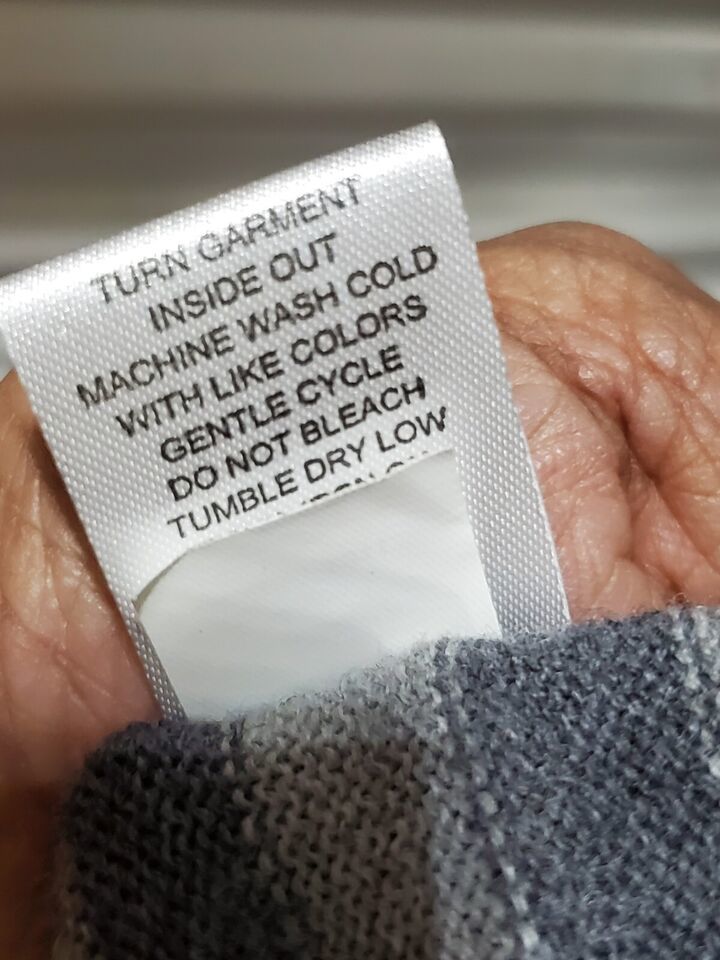 TURN GARMENT
INSIDE OUT
MACHINE WASH COLD
WITH LIKE COLORS
GENTLE CYCLE
DO NOT BLEACH
TUMBLE DRY LOW